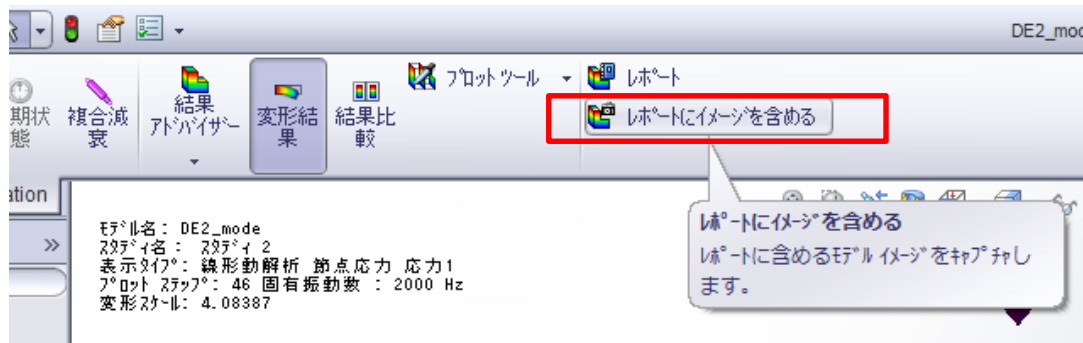 DE2_mod
期状
態
複合減
衰
結果
ｱﾄﾞﾊﾞｲｻﾞｰ
変形結
果
結果比
較
ﾌﾟﾛｯﾄ ﾂｰﾙ
ﾚﾎﾟｰﾄ
ﾚﾎﾟｰﾄにｲﾒｰｼﾞを含める
ation
ﾓﾃﾞﾙ名: DE2_mode
ｽﾀﾃﾞｨ名: ｽﾀﾃﾞｨ 2
表示ﾀｲﾌﾟ: 線形動解析 節点応力 応力1
ﾌﾟﾛｯﾄ ｽﾃｯﾌﾟ: 46 固有振動数 : 2000 Hz
変形ｽｹｰﾙ: 4.08387
ﾚﾎﾟｰﾄにｲﾒｰｼﾞを含める
ﾚﾎﾟｰﾄに含めるﾓﾃﾞﾙ ｲﾒｰｼﾞをｷｬﾌﾟﾁｬし
ます。